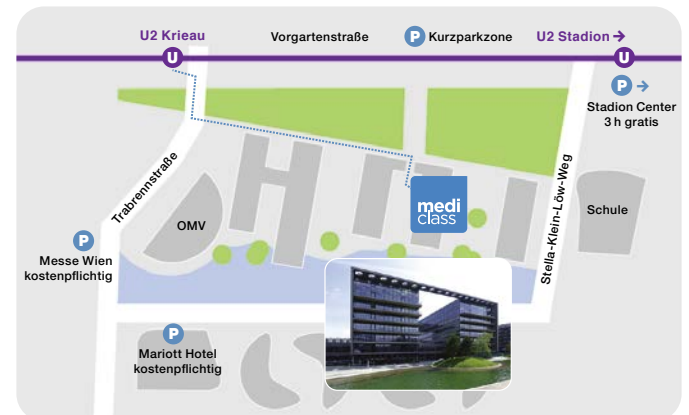 U2 Krieau
Vorgartenstraße
P Kurzparkzone
U2 Stadion →
U
U
P →
Stadion Center
3 h gratis
Trabrennstraße
medi
class
Stella-Klein-Löw-Weg
Schule
OMV
P
Messe Wien
kostenpflichtig
P
Mariott Hotel
kostenpflichtig